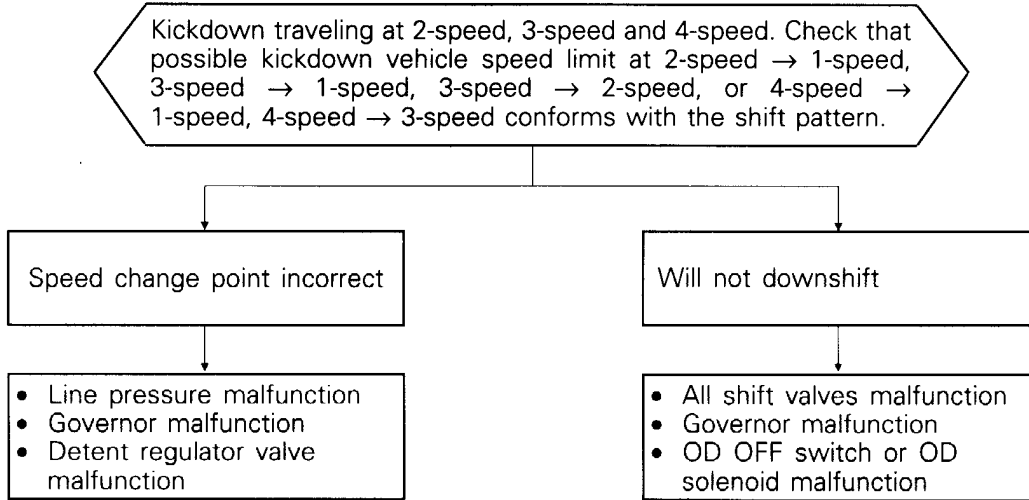 Kickdown traveling at 2-speed, 3-speed and 4-speed. Check that
possible kickdown vehicle speed limit at 2-speed → 1-speed,
3-speed → 1-speed, 3-speed → 2-speed, or 4-speed →
1-speed, 4-speed → 3-speed conforms with the shift pattern.
Speed change point incorrect
Will not downshift
• Line pressure malfunction
• Governor malfunction
• Detent regulator valve
malfunction
• All shift valves malfunction
• Governor malfunction
• OD OFF switch or OD
solenoid malfunction